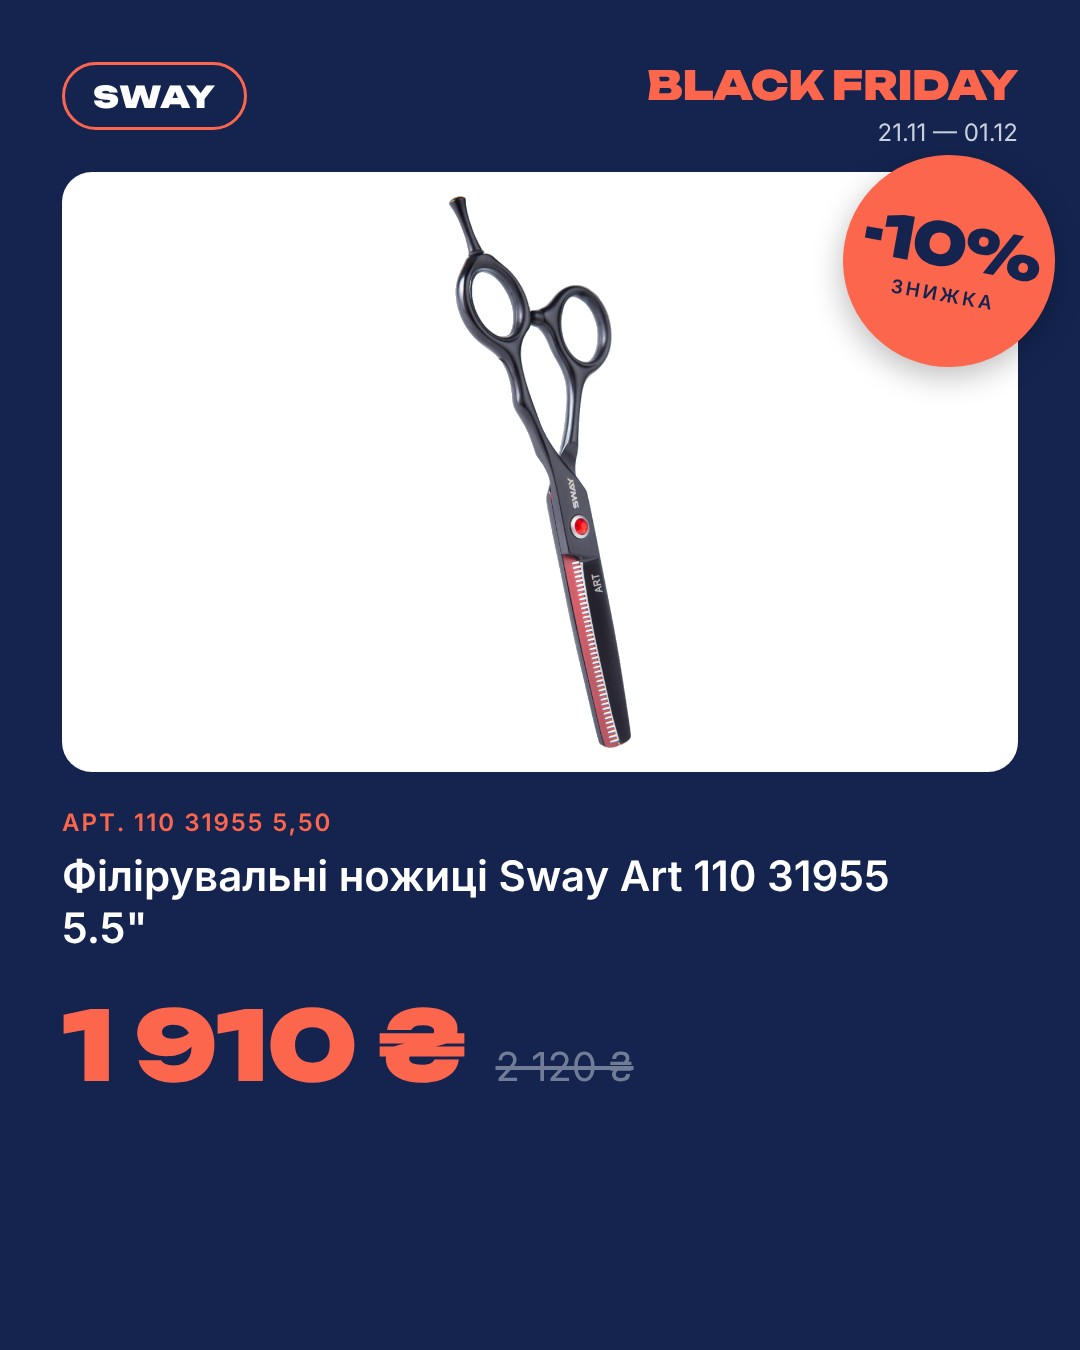 SWAY
BLACK FRIDAY
21.11 — 01.12
-10%
ЗНИЖКА
SWAY
ART
АРТ. 110 31955 5,50
Філірувальні ножиці Sway Art 110 31955
5.5"
1 910 ₴ 2 120 ₴